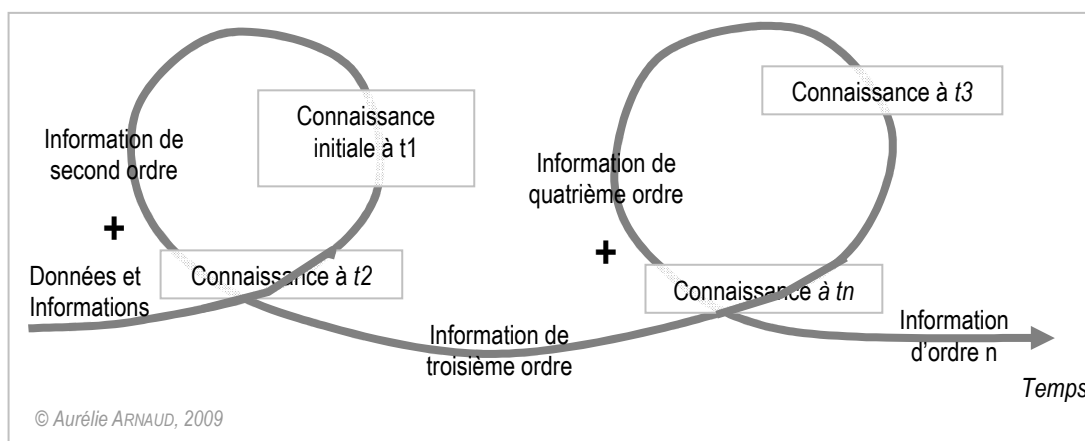 Connaissance
initiale à t1
Connaissance à t3
Information de
second ordre
Information de
quatrième ordre
+
+
Données et
Informations
Connaissance à t2
Connaissance à tn
Information de
troisième ordre
Information
d'ordre n
Temps
© Aurélie ARNAUD, 2009